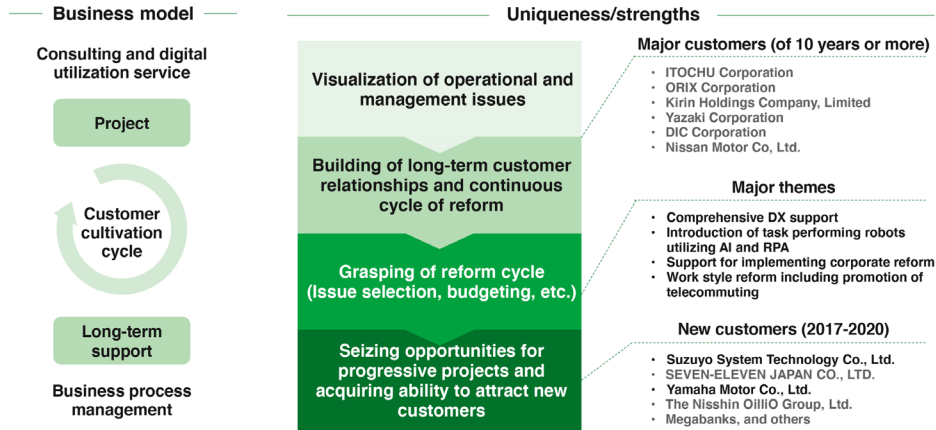 Business model
Consulting and digital
utilization service
Project
Customer
cultivation
cycle
Long-term
support
Business process
management
Uniqueness/strengths
Visualization of operational and
management issues
Building of long-term customer
relationships and continuous
cycle of reform
Grasping of reform cycle
(Issue selection, budgeting, etc.)
Seizing opportunities for
progressive projects and
acquiring ability to attract new
customers
Major customers (of 10 years or more)
• ITOCHU Corporation
• ORIX Corporation
• Kirin Holdings Company, Limited
• Yazaki Corporation
• DIC Corporation
• Nissan Motor Co, Ltd.
Major themes
• Comprehensive DX support
• Introduction of task performing robots
utilizing AI and RPA
• Support for implementing corporate reform
• Work style reform including promotion of
telecommuting
New customers (2017-2020)
• Suzuyo System Technology Co., Ltd.
• SEVEN-ELEVEN JAPAN CO., LTD.
• Yamaha Motor Co., Ltd.
• The Nisshin OilliO Group, Ltd.
• Megabanks, and others